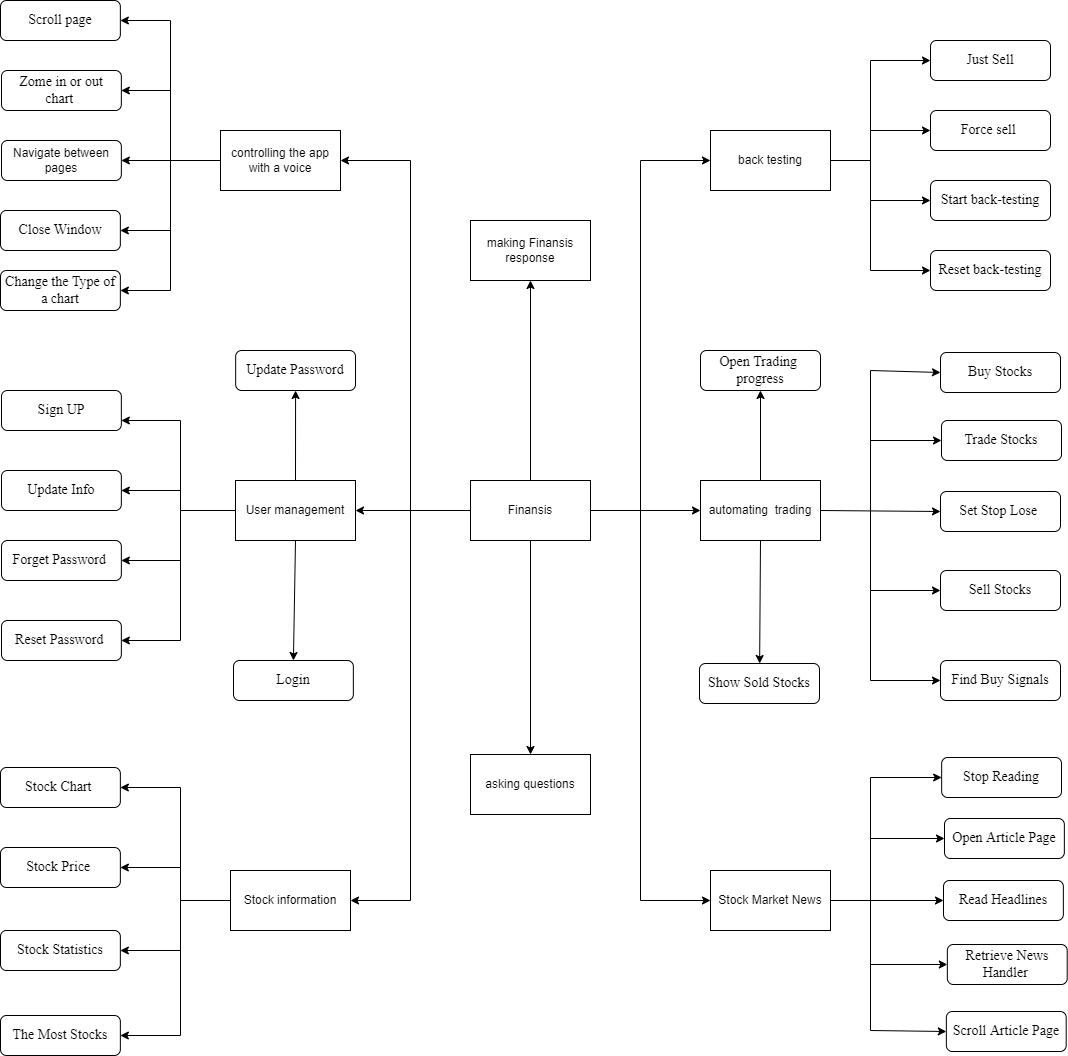 Scroll page
Zome in or out
chart
Navigate between
pages
Close Window
Change the Type of
a chart
controlling the app
with a voice
making Finansis
response
back testing
Just Sell
Force sell
Start back-testing
Reset back-testing
Update Password
Sign UP
Update Info
Forget Password
Reset Password
User management
Login
Finansis
Open Trading
progress
automating trading
Show Sold Stocks
Buy Stocks
Trade Stocks
Set Stop Lose
Sell Stocks
Find Buy Signals
asking questions
Stock Chart
Stock Price
Stock Statistics
The Most Stocks
Stock information
Stock Market News
Stop Reading
Open Article Page
Read Headlines
Retrieve News
Handler
Scroll Article Page